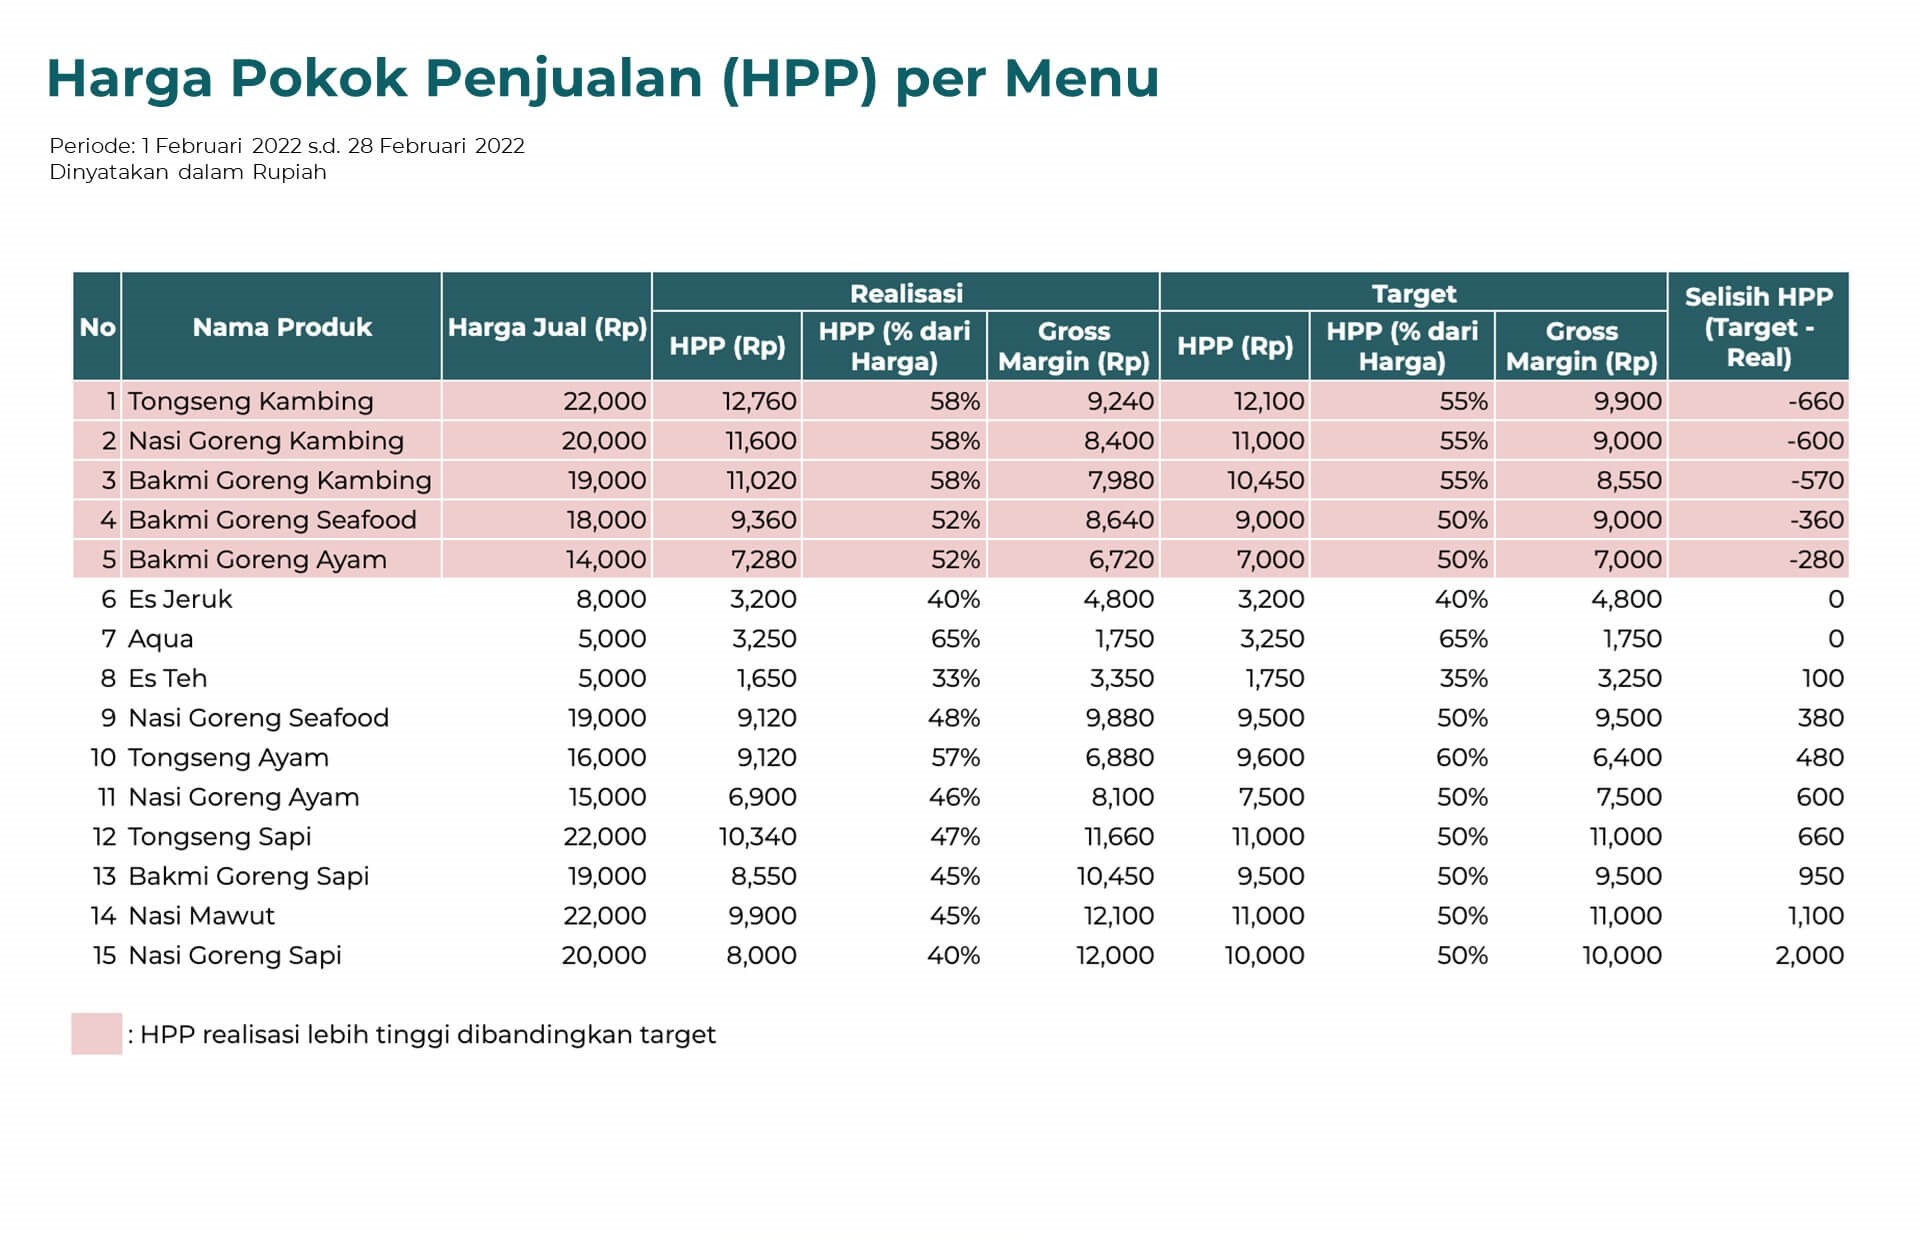 Harga Pokok Penjualan (HPP) per Menu
Periode: 1 Februari 2022 s.d. 28 Februari 2022
Dinyatakan dalam Rupiah
No Nama Produk Harga Jual (Rp) Realisasi Target Selisih HPP (Target - Real)
HPP (Rp) HPP (% dari Harga) Gross Margin (Rp) HPP (Rp) HPP (% dari Harga) Gross Margin (Rp)
1 Tongseng Kambing 22,000 12,760 58% 9,240 12,100 55% 9,900 -660
2 Nasi Goreng Kambing 20,000 11,600 58% 8,400 11,000 55% 9,000 -600
3 Bakmi Goreng Kambing 19,000 11,020 58% 7,980 10,450 55% 8,550 -570
4 Bakmi Goreng Seafood 18,000 9,360 52% 8,640 9,000 50% 9,000 -360
5 Bakmi Goreng Ayam 14,000 7,280 52% 6,720 7,000 50% 7,000 -280
6 Es Jeruk 8,000 3,200 40% 4,800 3,200 40% 4,800 0
7 Aqua 5,000 3,250 65% 1,750 3,250 65% 1,750 0
8 Es Teh 5,000 1,650 33% 3,350 1,750 35% 3,250 100
9 Nasi Goreng Seafood 19,000 9,120 48% 9,880 9,500 50% 9,500 380
10 Tongseng Ayam 16,000 9,120 57% 6,880 9,600 60% 6,400 480
11 Nasi Goreng Ayam 15,000 6,900 46% 8,100 7,500 50% 7,500 600
12 Tongseng Sapi 22,000 10,340 47% 11,660 11,000 50% 11,000 660
13 Bakmi Goreng Sapi 19,000 8,550 45% 10,450 9,500 50% 9,500 950
14 Nasi Mawut 22,000 9,900 45% 12,100 11,000 50% 11,000 1,100
15 Nasi Goreng Sapi 20,000 8,000 40% 12,000 10,000 50% 10,000 2,000
: HPP realisasi lebih tinggi dibandingkan target